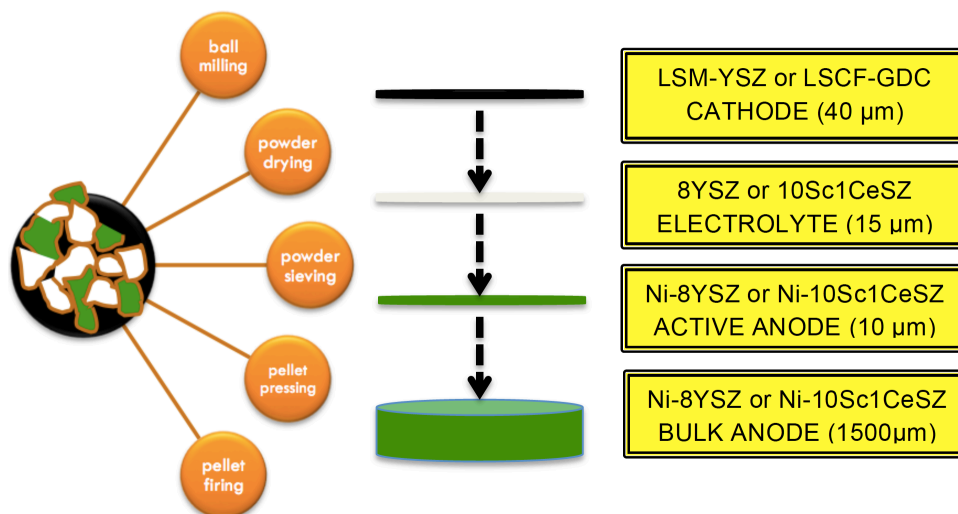 ball
milling
powder
drying
powder
sieving
pellet
pressing
pellet
firing
LSM-YSZ or LSCF-GDC
CATHODE (40 µm)
8YSZ or 10Sc1CeSZ
ELECTROLYTE (15 µm)
Ni-8YSZ or Ni-10Sc1CeSZ
ACTIVE ANODE (10 µm)
Ni-8YSZ or Ni-10Sc1CeSZ
BULK ANODE (1500µm)